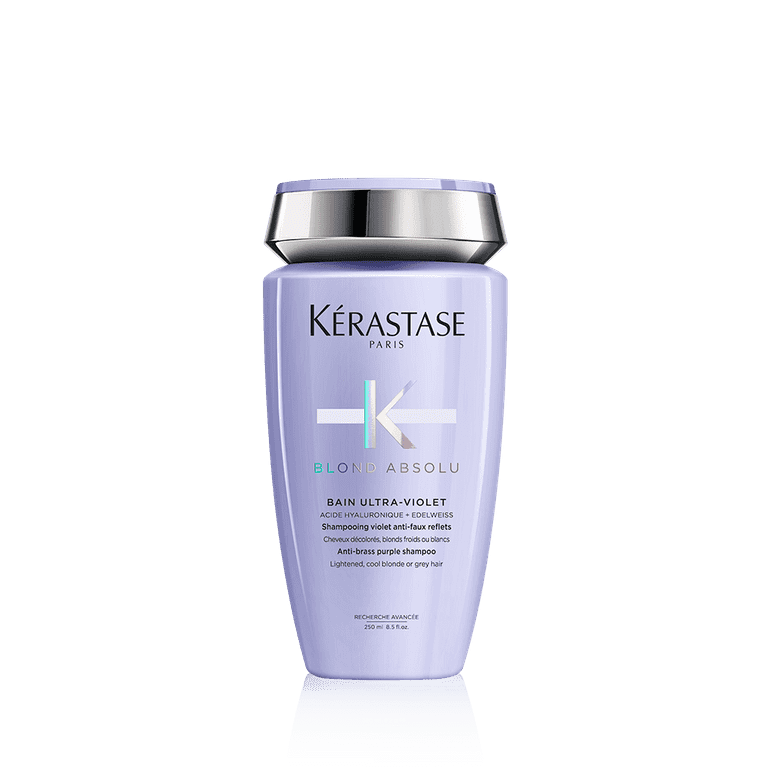 KÉRASTASE
PARIS
K
BLOND ABSOLU
BAIN ULTRA-VIOLET
ACIDE HYALURONIQUE + EDELWEISS
Shampooing violet anti-faux reflets
Cheveux décolorés, blonds froids ou blancs
Anti-brass purple shampoo
Lightened, cool blonde or grey hair
RECHERCHE AVANCÉE
250 ml 8.5 fl.oz.